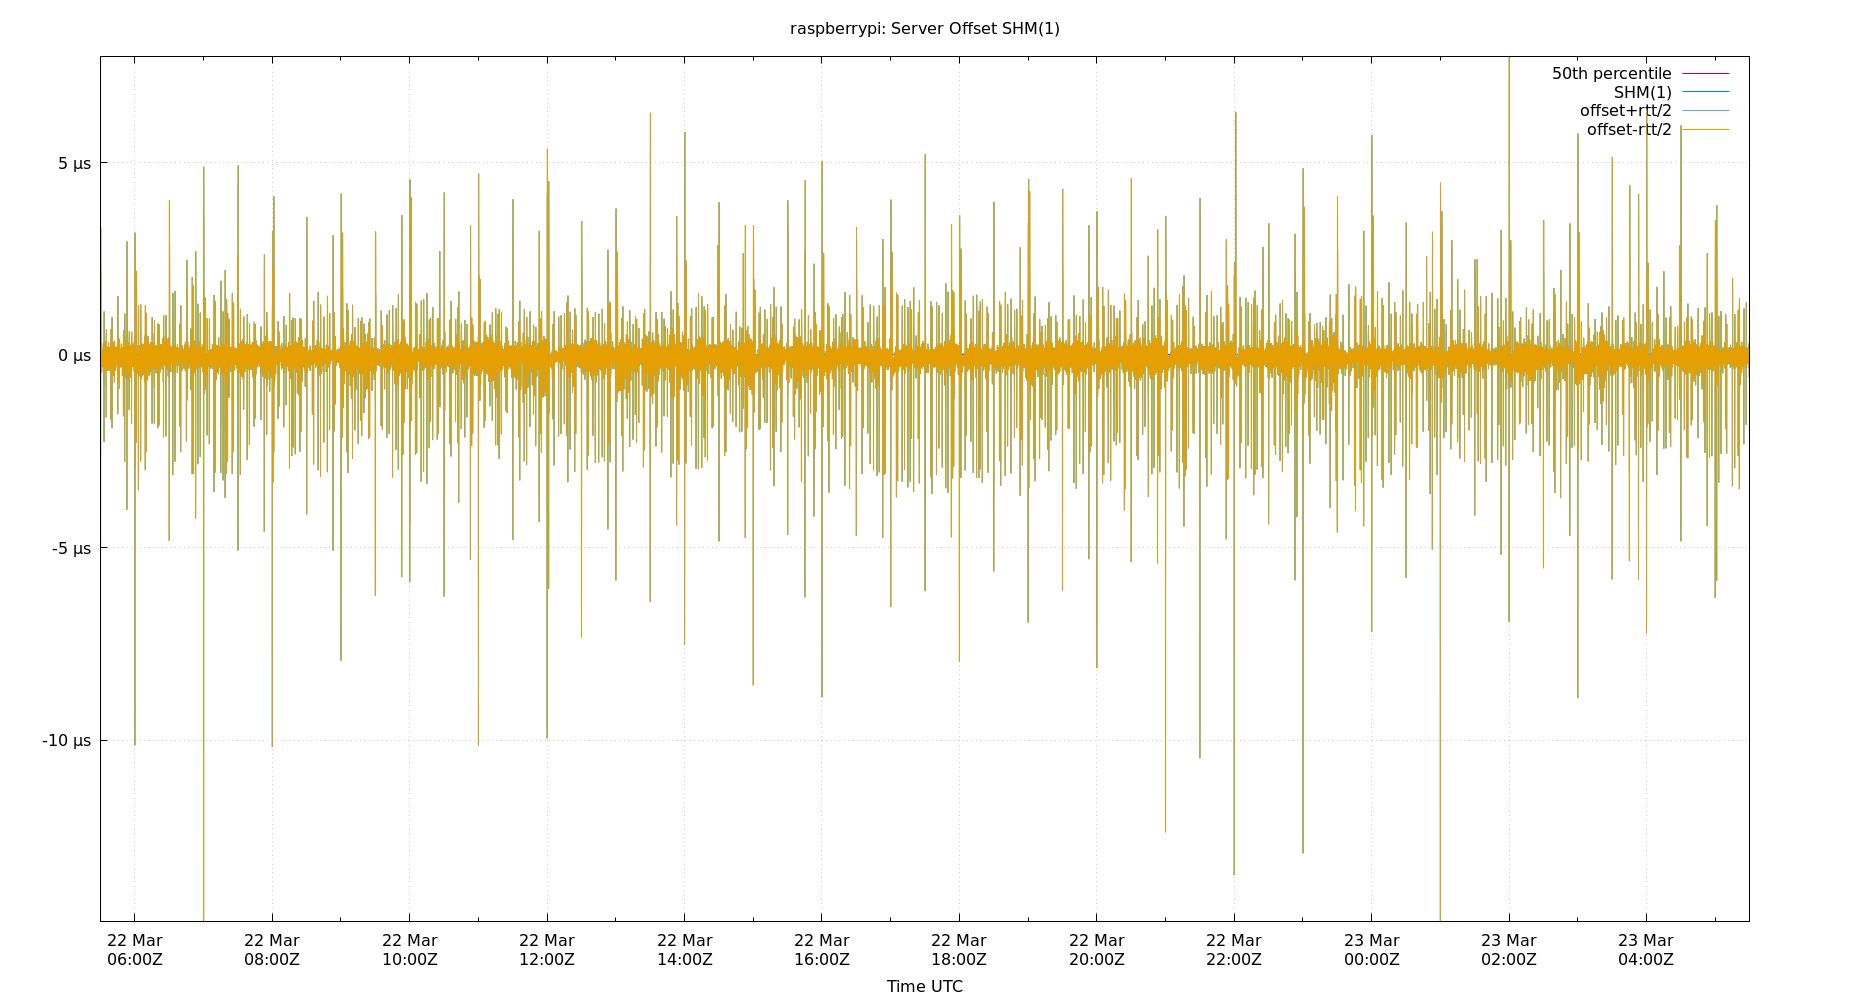 raspberrypi: Server Offset SHM(1)
50th percentile
SHM(1)
offset+rtt/2
offset-rtt/2
5 µs
0 µs
-5 µs
-10 µs
22 Mar 22 Mar 22 Mar 22 Mar 22 Mar 22 Mar 22 Mar 22 Mar 22 Mar 23 Mar 23 Mar 23 Mar
06:00Z 08:00Z 10:00Z 12:00Z 14:00Z 16:00Z 18:00Z 20:00Z 22:00Z 00:00Z 02:00Z 04:00Z
Time UTC